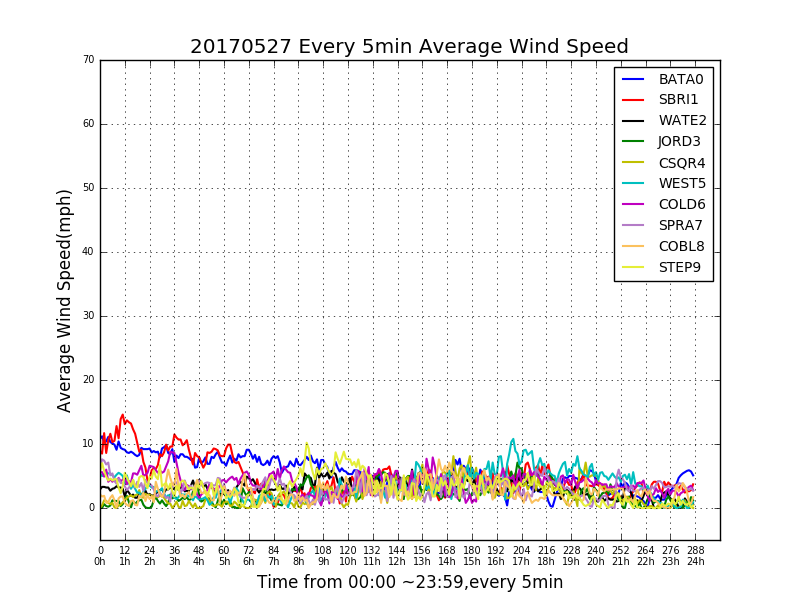 20170527 Every 5min Average Wind Speed
70
60
50
40
30
20
10
0
Average Wind Speed(mph)
BATA0
SBRI1
WATE2
JORD3
CSQR4
WEST5
COLD6
SPRA7
COBL8
STEP9
0 12 24 36 48 60 72 84 96 108 120 132 144 156 168 180 192 204 216 228 240 252 264 276 288
0h 1h 2h 3h 4h 5h 6h 7h 8h 9h 10h 11h 12h 13h 14h 15h 16h 17h 18h 19h 20h 21h 22h 23h 24h
Time from 00:00 ~23:59,every 5min